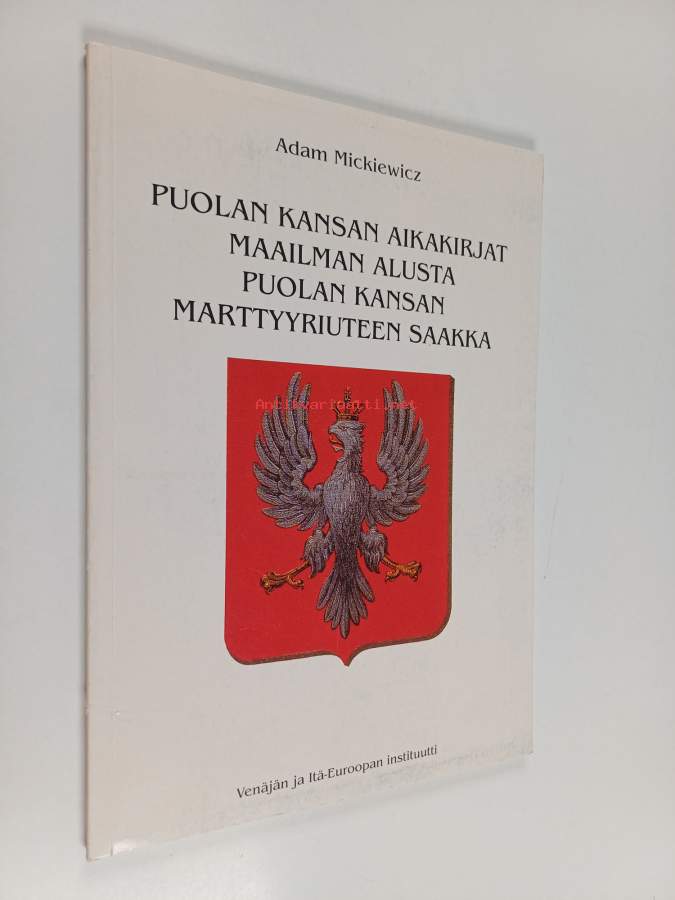 Adam Mickiewicz
PUOLAN KANSAN AIKAKIRJAT
MAAILMAN ALUSTA
PUOLAN KANSAN
MARTTYYRIUTEEN SAAKKA
Antikvariaatti.net
Venäjän ja Itä-Euroopan instituutti